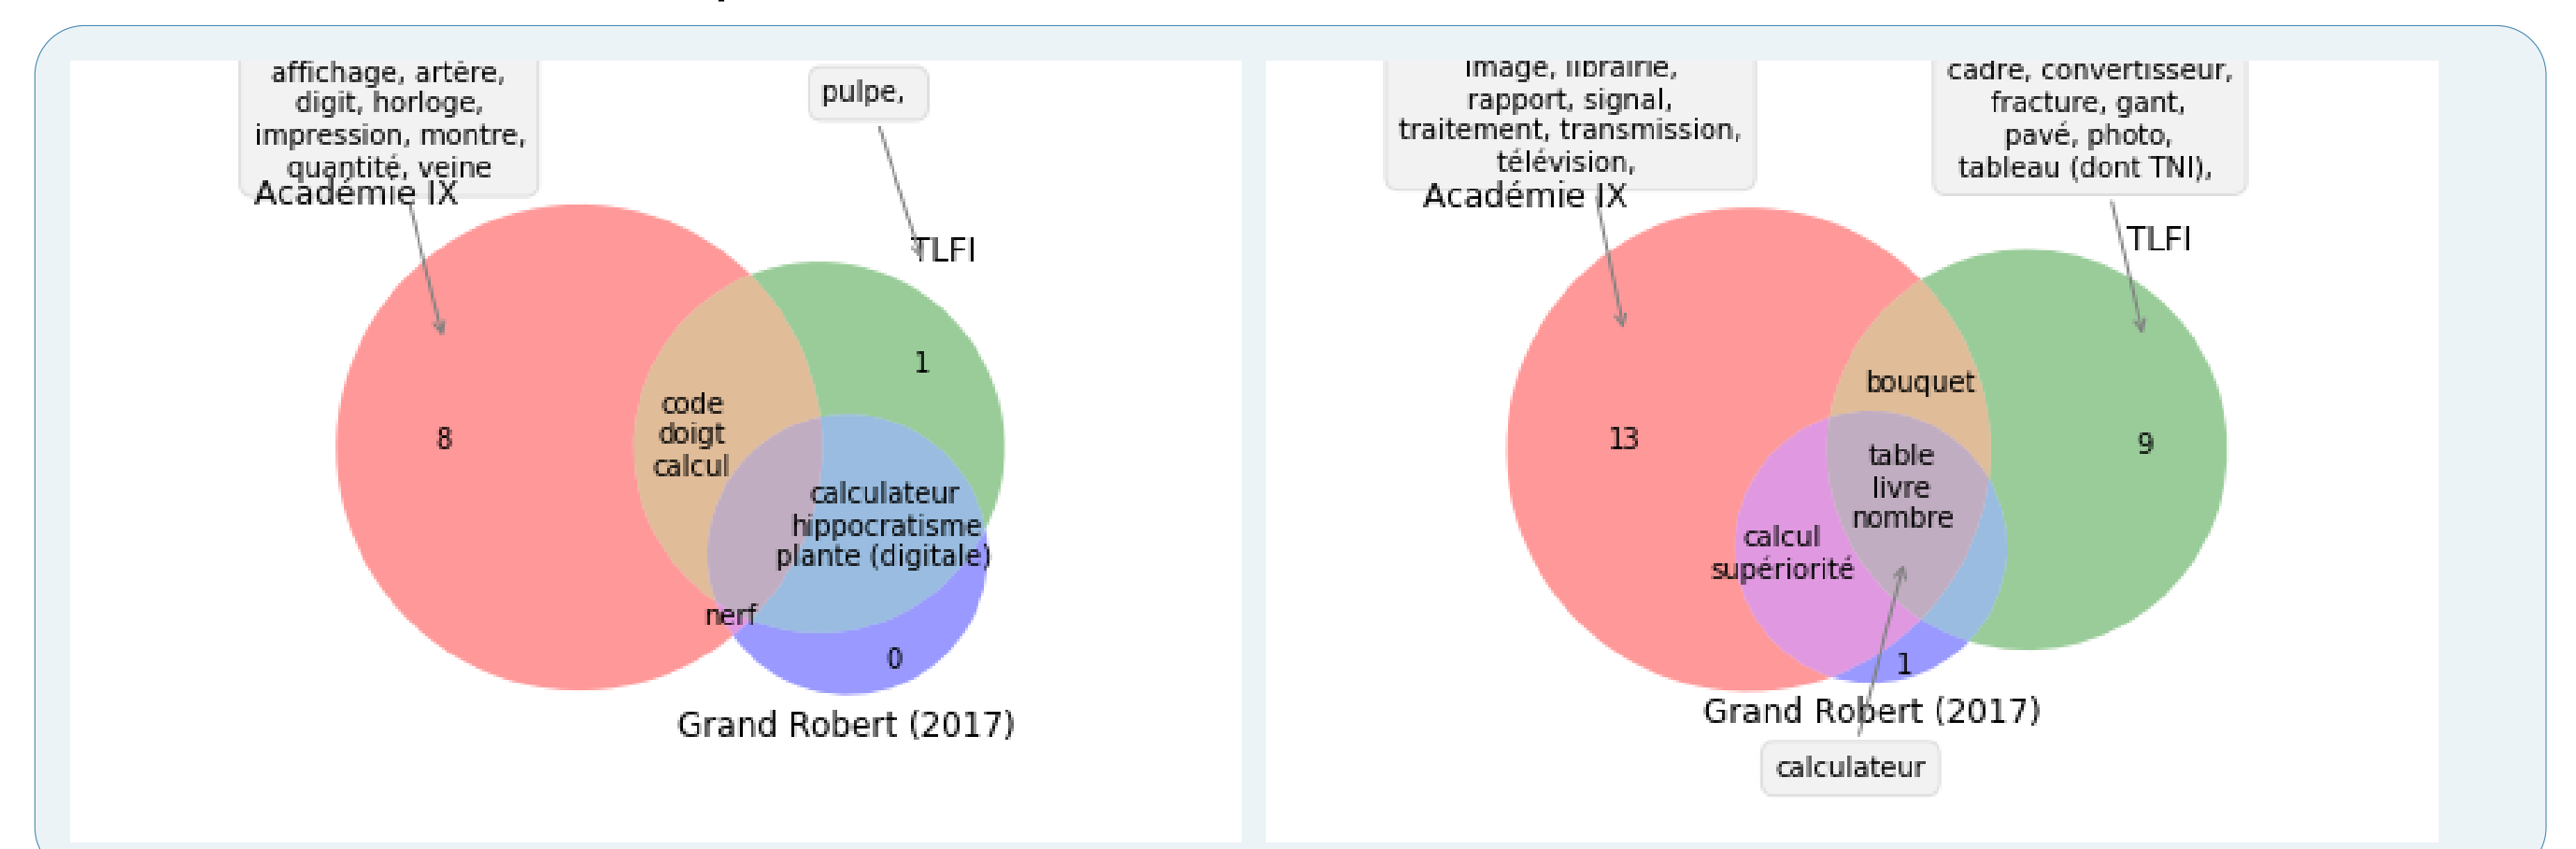 affichage, artère,
digit, horloge,
impression, montre,
quantité, veine
Académie IX
pulpe,
TLFI
8
1
code
doigt
calcul
calculateur
hippocratisme
plante (digitale)
nerf
0
Grand Robert (2017)
image, librairie,
rapport, signal,
traitement, transmission,
télévision,
Académie IX
cadre, convertisseur,
fracture, gant,
pavé, photo,
tableau (dont TNI),
TLFI
13
bouquet
9
table
livre
nombre
calcul
supériorité
1
Grand Robert (2017)
calculateur